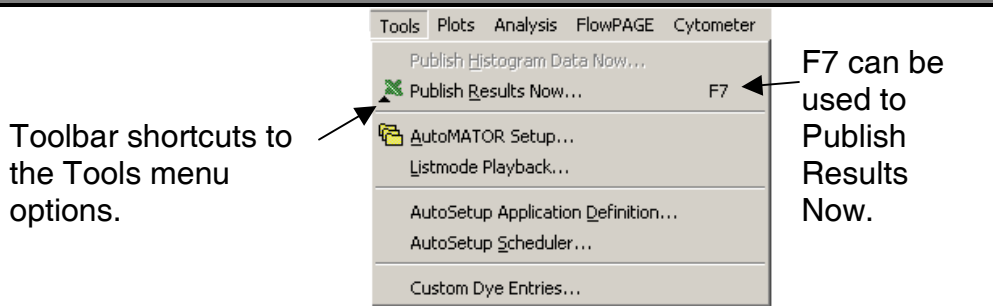 Tools Plots Analysis FlowPAGE Cytometer
Publish Histogram Data Now...
Publish Results Now... F7
AutoMATOR Setup...
Listmode Playback...
AutoSetup Application Definition...
AutoSetup Scheduler...
Custom Dye Entries...
Toolbar shortcuts to
the Tools menu
options.
F7 can be
used to
Publish
Results
Now.